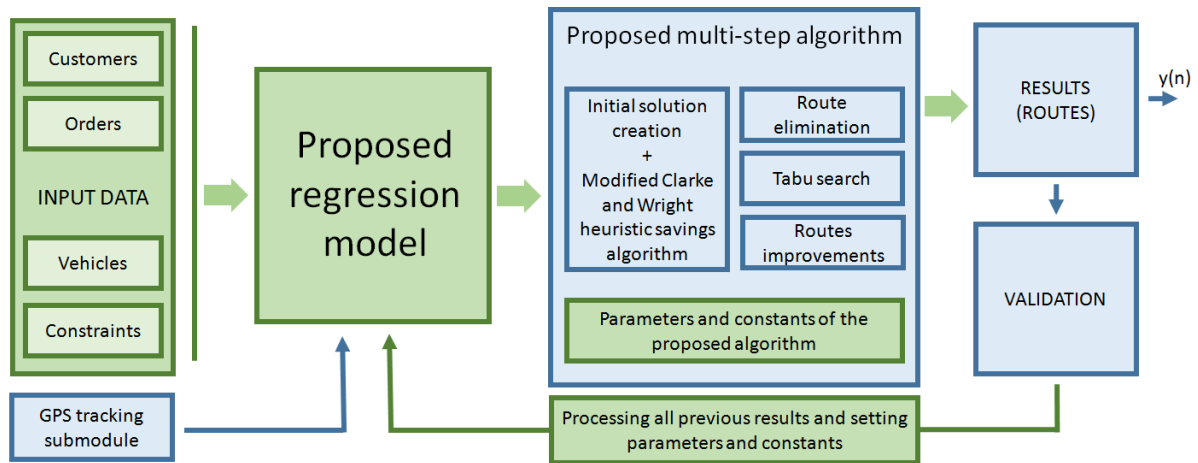 Customers
Orders
INPUT DATA
Vehicles
Constraints
GPS tracking
submodule
Proposed
regression
model
Proposed multi-step algorithm
Initial solution
creation
+
Modified Clarke
and Wright
heuristic savings
algorithm
Route
elimination
Tabu search
Routes
improvements
Parameters and constants of the
proposed algorithm
Processing all previous results and setting
parameters and constants
RESULTS
(ROUTES)
y(n)
VALIDATION